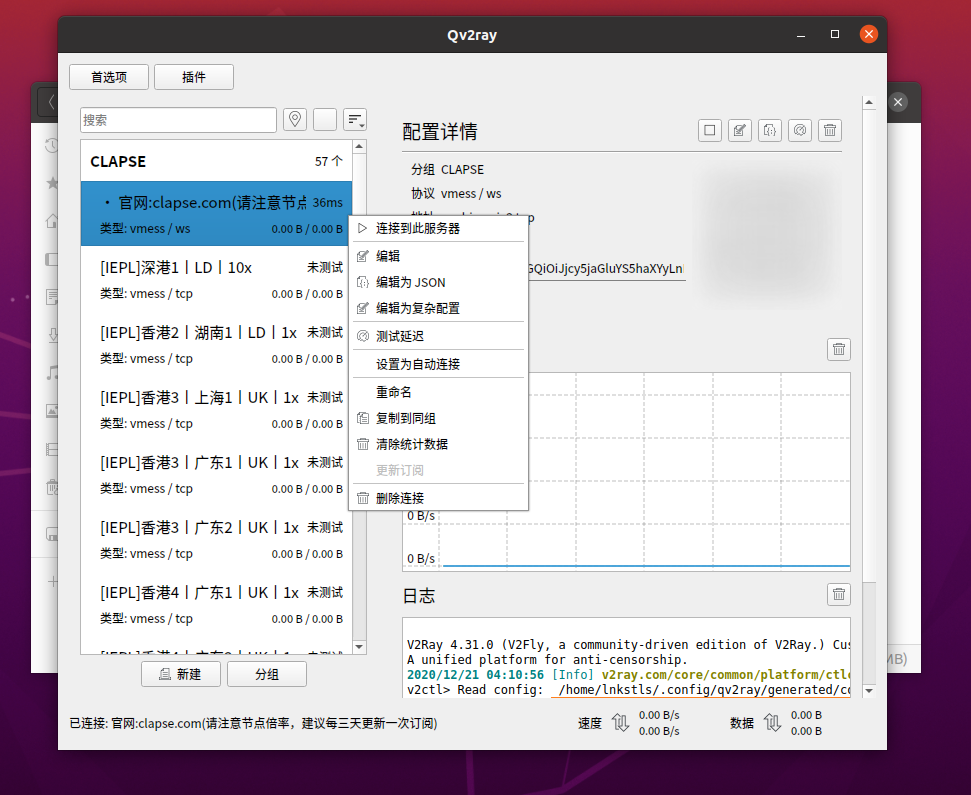 Qv2ray
首选项
插件
搜索
配置详情
CLAPSE
57 个
分组 CLAPSE
· 官网:clapse.com(请注意节点 36ms
类型: vmess / ws
0.00 B / 0.00 B
协议 vmess / ws
连接到此服务器
编辑
编辑为 JSON
编辑为复杂配置
测试延迟
设置为自动连接
重命名
复制到同组
清除统计数据
更新订阅
删除连接
[IEPL]深港1丨LD丨10x 未测试
类型: vmess / tcp
0.00 B / 0.00 B
[IEPL]香港2丨湖南1丨LD丨1x 未测试
类型: vmess / tcp
0.00 B / 0.00 B
[IEPL]香港3丨上海1丨UK丨1x 未测试
类型: vmess / tcp
0.00 B / 0.00 B
[IEPL]香港3丨广东1丨UK丨1x 未测试
类型: vmess / tcp
0.00 B / 0.00 B
[IEPL]香港3丨广东2丨UK丨1x 未测试
类型: vmess / tcp
0.00 B / 0.00 B
[IEPL]香港4丨广东1丨UK丨1x 未测试
类型: vmess / tcp
0.00 B / 0.00 B
新建
分组
QiOiJjcy5jaGluYS5haXYyLn
0 B/s
0 B/s
日志
V2Ray 4.31.0 (V2Fly, a community-driven edition of V2Ray.) Cus
A unified platform for anti-censorship.
2020/12/21 04:10:56 [Info] v2ray.com/core/common/platform/ctlc
v2ctl> Read config: /home/lnkstls/.config/qv2ray/generated/co
已连接: 官网:clapse.com(请注意节点倍率，建议每三天更新一次订阅)
速度
0.00 B/s
0.00 B/s
数据
0.00 B
0.00 B
MB)